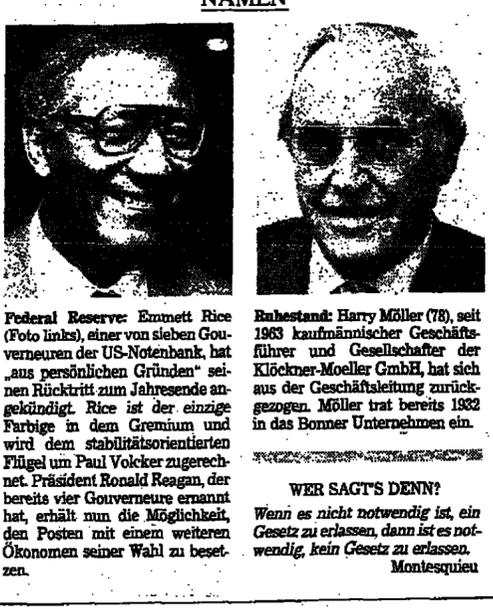 NAMEN
Federal Reserve: Emmett Rice
(Foto links), einer von sieben Gou-
verneuren der US-Notenbank, hat
„aus persönlichen Gründen“ sei-
nen Rücktritt zum Jahresende an-
gekündigt. Rice ist der einzige
Farbige in dem Gremium und
wird dem stabilitätsorientierten
Flügel um Paul Volcker zugerech-
net. Präsident Ronald Reagan, der
bereits vier Gouverneure ernannt
hat, erhält nun die Möglichkeit,
den Posten mit einem weiteren
Ökonomen seiner Wahl zu beset-
zen.
Ruhestand: Harry Möller (78), seit
1963 kaufmännischer Geschäfts-
führer und Gesellschafter der
Klöckner-Moeller GmbH, hat sich
aus der Geschäftsleitung zurück-
gezogen. Möller trat bereits 1932
in das Bonner Unternehmen ein.
WER SAGT'S DENN?
Wenn es nicht notwendig ist, ein
Gesetz zu erlassen, dann ist es not-
wendig, kein Gesetz zu erlassen.
Montesquieu